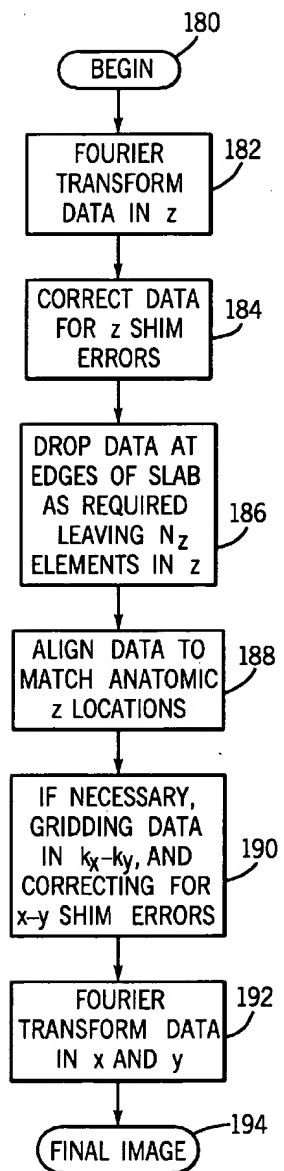 180
BEGIN
182
FOURIER
TRANSFORM
DATA IN z
184
CORRECT DATA
FOR z SHIM
ERRORS
DROP DATA AT
EDGES OF SLAB
AS REQUIRED
LEAVING Nz
ELEMENTS IN z
186
ALIGN DATA TO
MATCH ANATOMIC
z LOCATIONS
188
IF NECESSARY,
GRIDDING DATA
IN kx–ky, AND
CORRECTING FOR
x–y SHIM ERRORS
190
FOURIER
TRANSFORM DATA
IN x AND y
192
194
FINAL IMAGE